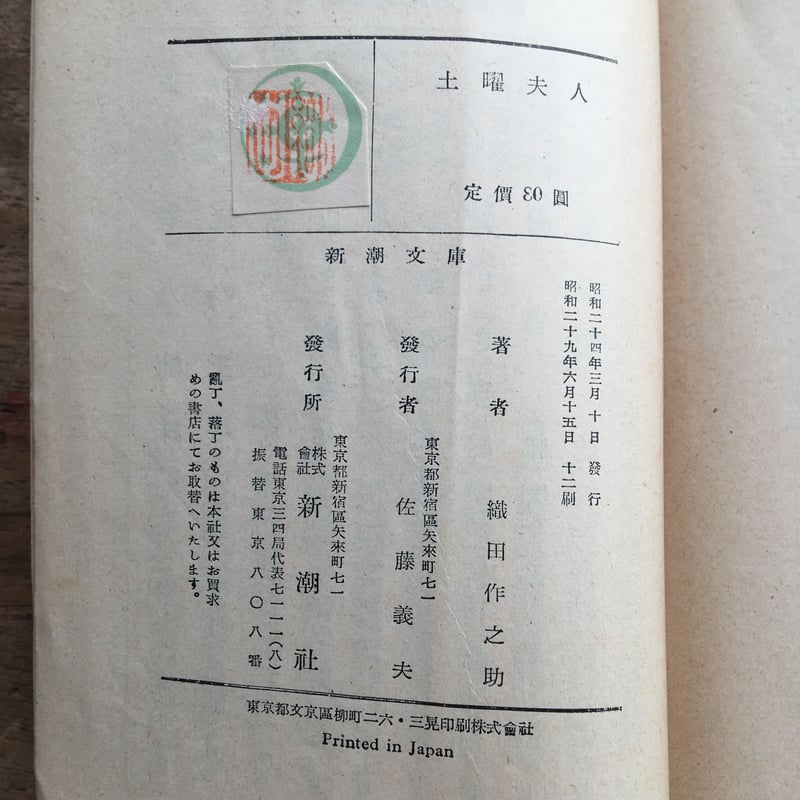 土曜夫人
定價 80 圓
新潮文庫
昭和二十四年三月 十 日 發 行
昭和二十九年六月十五日 十二刷
著者 織田作之助
東京都新宿區矢來町七一
發行者 佐藤義夫
東京都新宿區矢來町七一
發行所 株式會社 新潮社
電話東京三四局代表七一一一(八)
振替東京八〇八番
亂丁、落丁のものは本社又はお買求
めの書店にてお取替へいたします。
東京都文京區柳町二六・三晃印刷株式會社
Printed in Japan